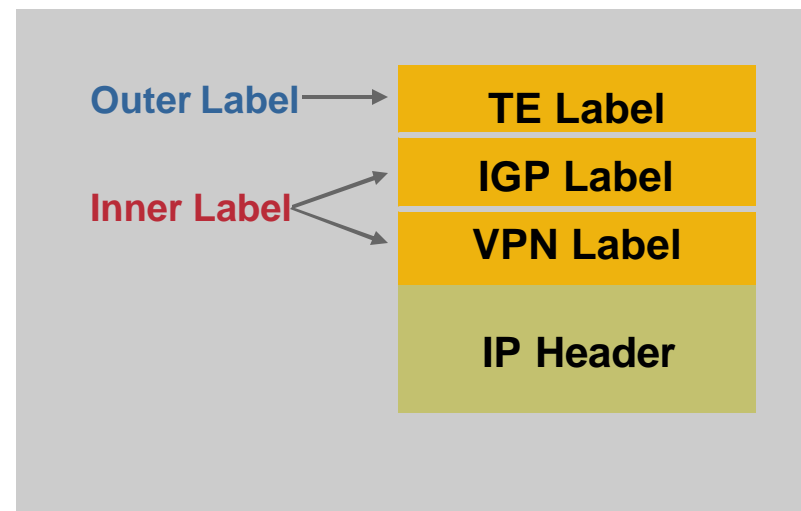 Outer Label
TE Label
IGP Label
Inner Label
VPN Label
IP Header